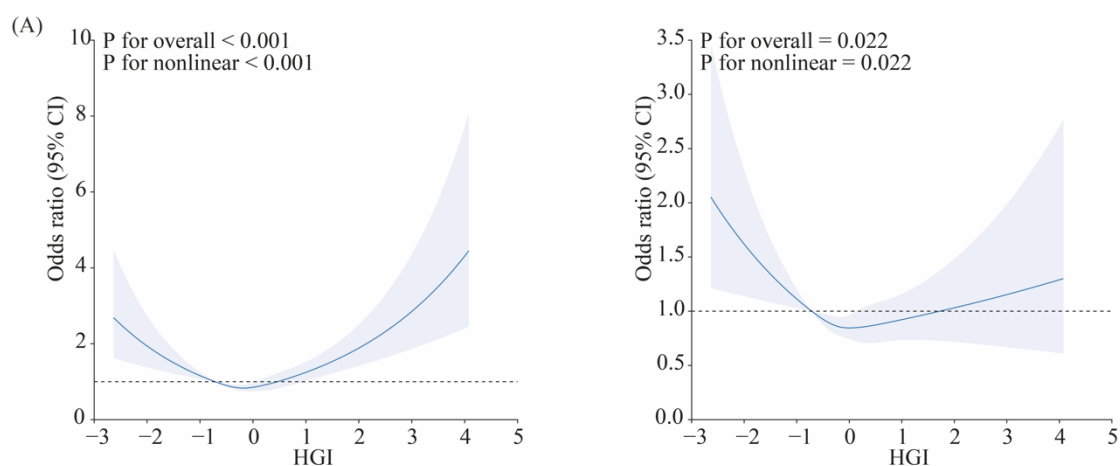 (A)
P for overall < 0.001
P for nonlinear < 0.001
Odds ratio (95% CI)
10
8
6
4
2
0
−3 −2 −1 0 1 2 3 4 5
HGI
P for overall = 0.022
P for nonlinear = 0.022
Odds ratio (95% CI)
3.5
3.0
2.5
2.0
1.5
1.0
0.5
0.0
−3 −2 −1 0 1 2 3 4 5
HGI